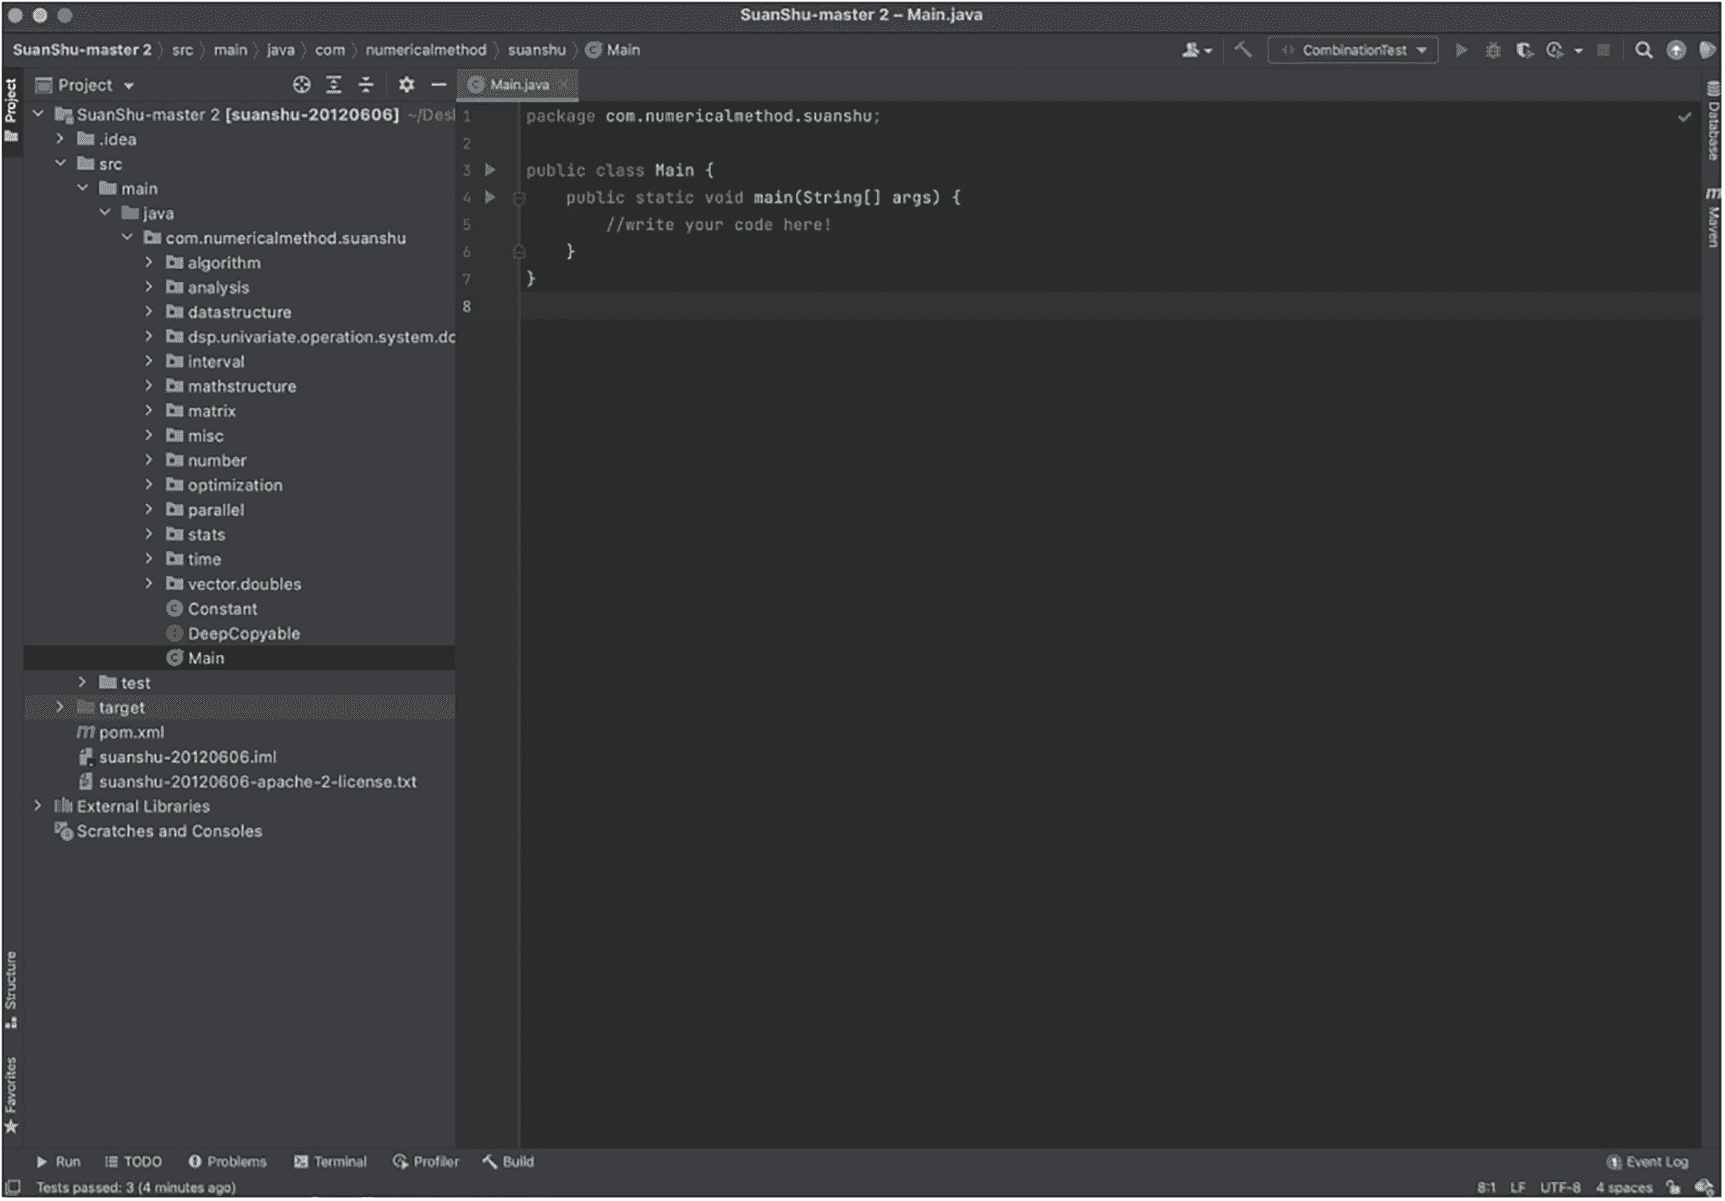 SuanShu-master 2 – Main.java
SuanShu-master 2 src main java com numericalmethod suanshu Main
CombinationTest
Project
Project
Main.java
SuanShu-master 2 [suanshu-20120606] ~/Des
.idea
src
main
java
com.numericalmethod.suanshu
algorithm
analysis
datastructure
dsp.univariate.operation.system.do
interval
mathstructure
matrix
misc
number
optimization
parallel
stats
time
vector.doubles
Constant
DeepCopyable
Main
test
target
pom.xml
suanshu-20120606.iml
suanshu-20120606-apache-2-license.txt
External Libraries
Scratches and Consoles
1 package com.numericalmethod.suanshu;
2
3 public class Main {
4 public static void main(String[] args) {
5 //write your code here!
6 }
7 }
8
Database
m Maven
Structure
Favorites
Run TODO Problems Terminal Profiler Build
Event Log
Tests passed: 3 (4 minutes ago)
8:1 LF UTF-8 4 spaces